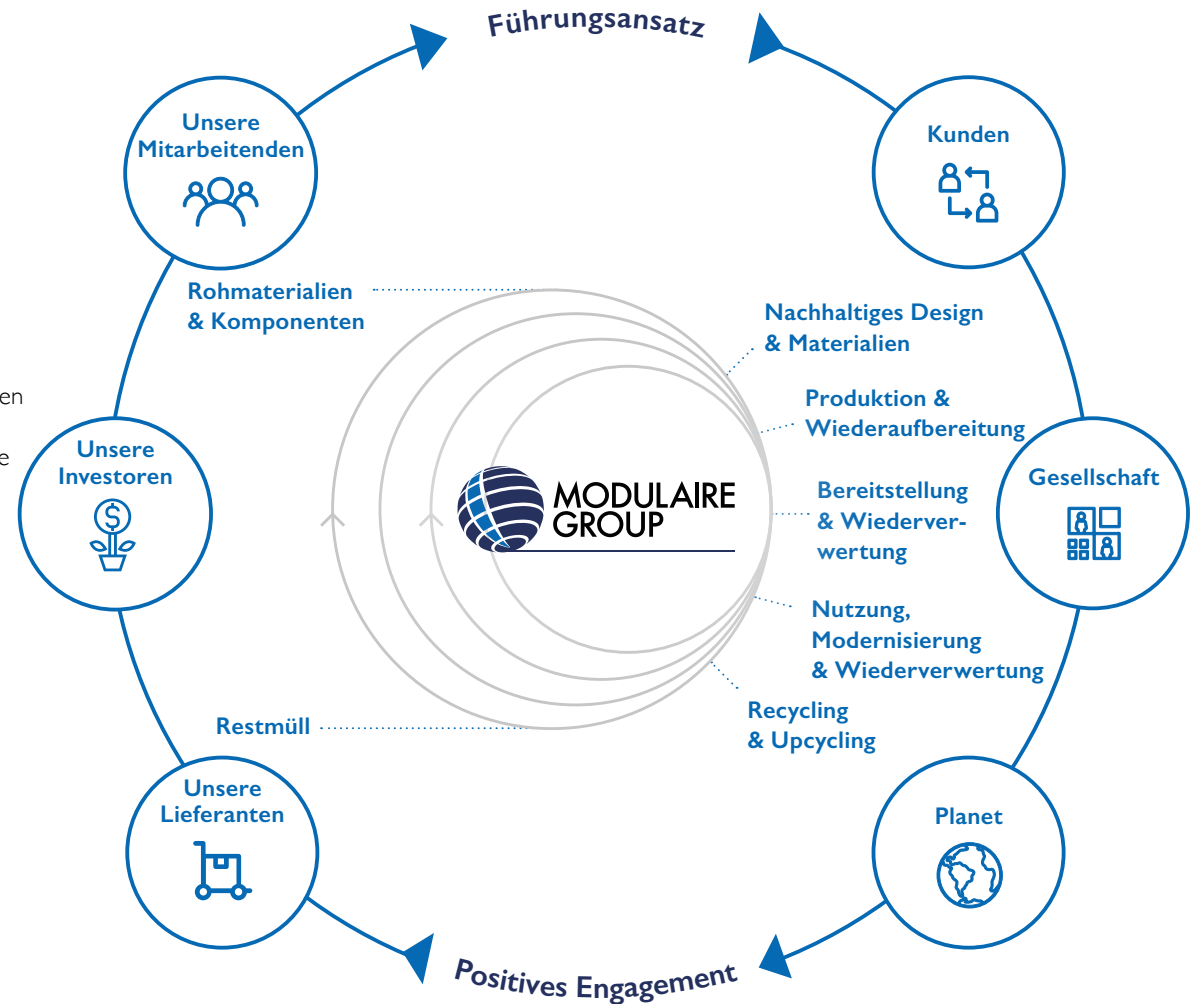 Führungsansatz
Unsere
Mitarbeitenden
Kunden
Rohmaterialien
& Komponenten
Nachhaltiges Design
& Materialien
Produktion &
Wiederaufbereitung
en
e
Unsere
Investoren
$
MODULAIRE
GROUP
Bereitstellung
& Wiederver-
wertung
Gesellschaft
Nutzung,
Modernisierung
& Wiederverwertung
Restmüll
Recycling
& Upcycling
Unsere
Lieferanten
Planet
Positives Engagement